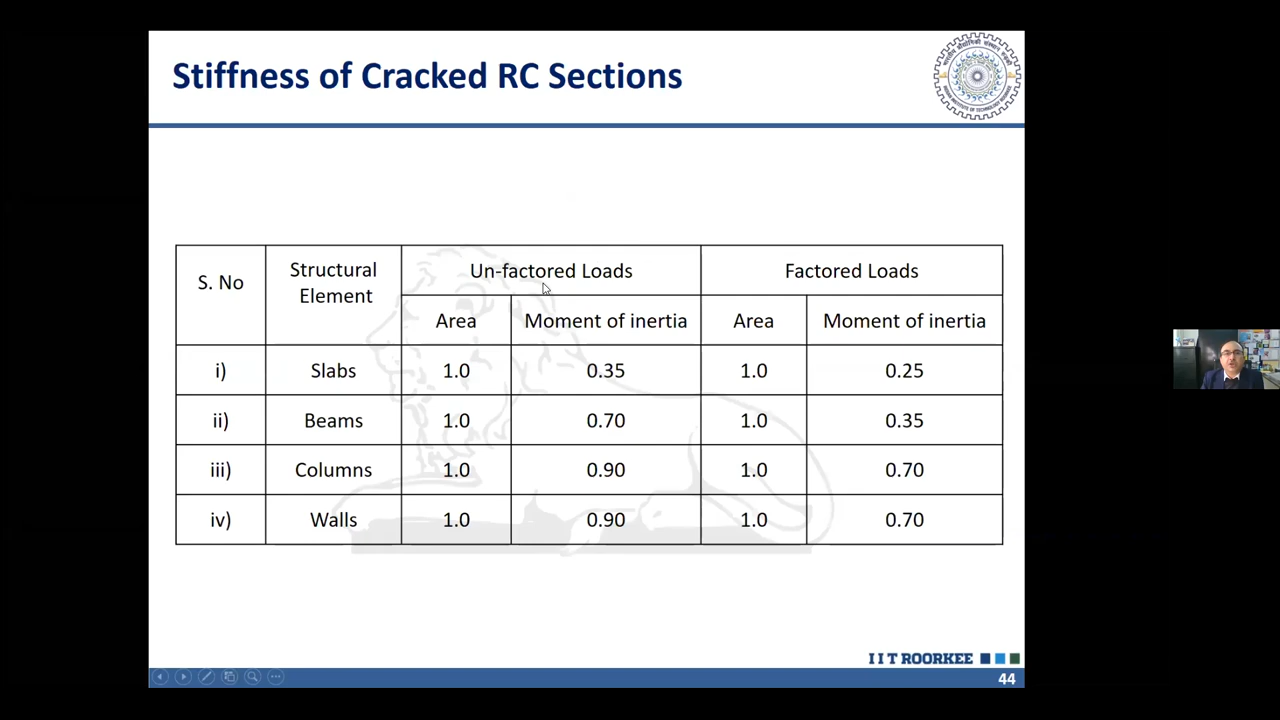 Stiffness of Cracked RC Sections
S. No
Structural
Element
Un-factored Loads
Factored Loads
Area
Moment of inertia
Area
Moment of inertia
i)
Slabs
1.0
0.35
1.0
0.25
ii)
Beams
1.0
0.70
1.0
0.35
iii)
Columns
1.0
0.90
1.0
0.70
iv)
Walls
1.0
0.90
1.0
0.70
I I T ROORKEE
44